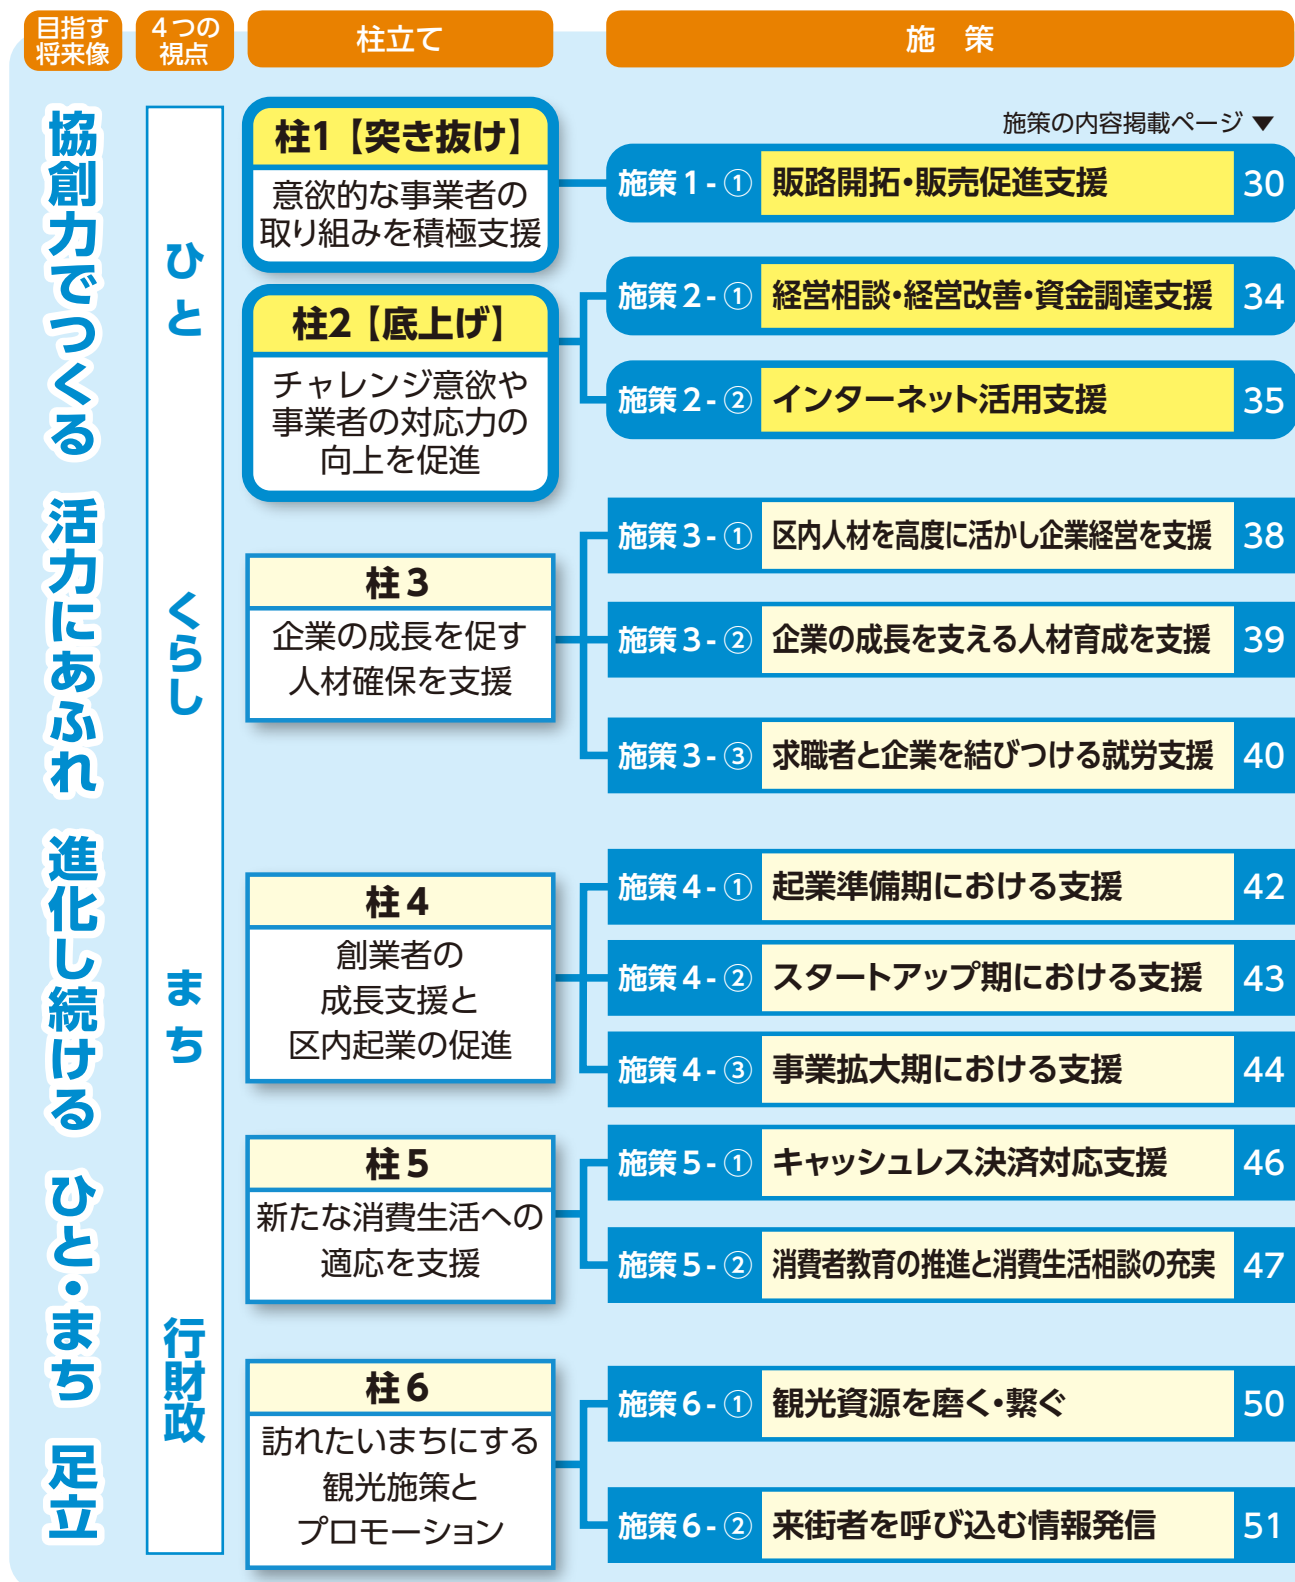 目指す
将来像
4つの
視点
柱立て
施 策
協創力でつくる 活力にあふれ 進化し続ける ひと・まち 足立
ひと
くらし
まち
行財政
施策の内容掲載ページ▼
柱1【突き抜け】
意欲的な事業者の
取り組みを積極支援
施策1-① 販路開拓・販売促進支援 30
柱2【底上げ】
チャレンジ意欲や
事業者の対応力の
向上を促進
施策2-① 経営相談・経営改善・資金調達支援 34
施策2-② インターネット活用支援 35
柱3
企業の成長を促す
人材確保を支援
施策3-① 区内人材を高度に活かし企業経営を支援 38
施策3-② 企業の成長を支える人材育成を支援 39
施策3-③ 求職者と企業を結びつける就労支援 40
柱4
創業者の
成長支援と
区内起業の促進
施策4-① 起業準備期における支援 42
施策4-② スタートアップ期における支援 43
施策4-③ 事業拡大期における支援 44
柱5
新たな消費生活への
適応を支援
施策5-① キャッシュレス決済対応支援 46
施策5-② 消費者教育の推進と消費生活相談の充実 47
柱6
訪れたいまちにする
観光施策と
プロモーション
施策6-① 観光資源を磨く・繋ぐ 50
施策6-② 来街者を呼び込む情報発信 51